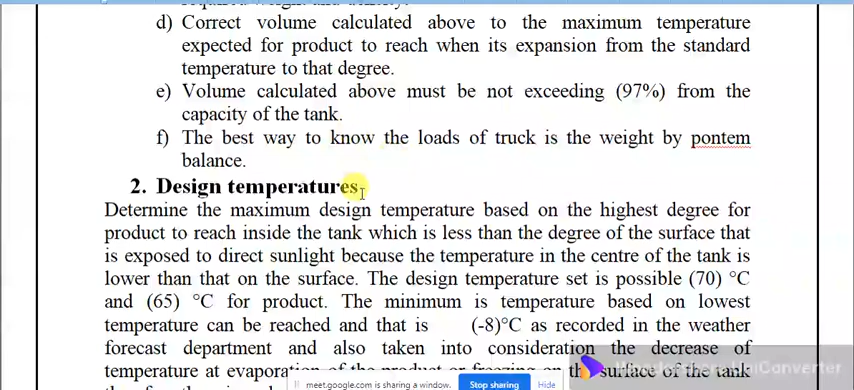 d) Correct volume calculated above to the maximum temperature
expected for product to reach when its expansion from the standard
temperature to that degree.
e) Volume calculated above must be not exceeding (97%) from the
capacity of the tank.
f) The best way to know the loads of truck is the weight by pontem
balance.
2. Design temperatures
Determine the maximum design temperature based on the highest degree for
product to reach inside the tank which is less than the degree of the surface that
is exposed to direct sunlight because the temperature in the centre of the tank is
lower than that on the surface. The design temperature set is possible (70) °C
and (65) °C for product. The minimum is temperature based on lowest
temperature can be reached and that is (-8)°C as recorded in the weather
forecast department and also taken into consideration the decrease of
temperature at evaporation of the product or freezing on the surface of the tank
meet.google.com is sharing a window. Stop sharing Hide